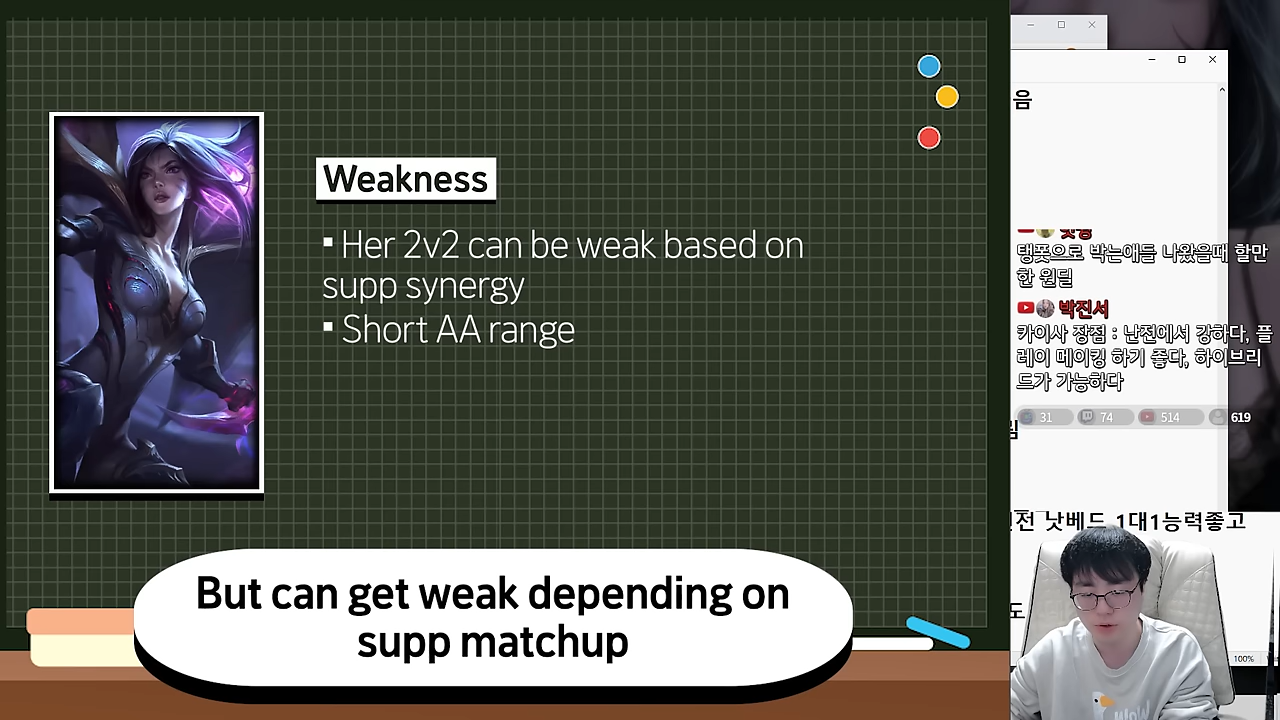 Weakness
▪ Her 2v2 can be weak based on
supp synergy
▪ Short AA range
But can get weak depending on
supp matchup
음
탱폿으로 박는애들 나왔을때 할만
한 원딜
박진서
카이사 장점 : 난전에서 강하다, 플
레이 메이킹 하기 좋다, 하이브리
드가 가능하다
31 74 514 619
림
전 낫베드 1대1능력좋고
도
100%